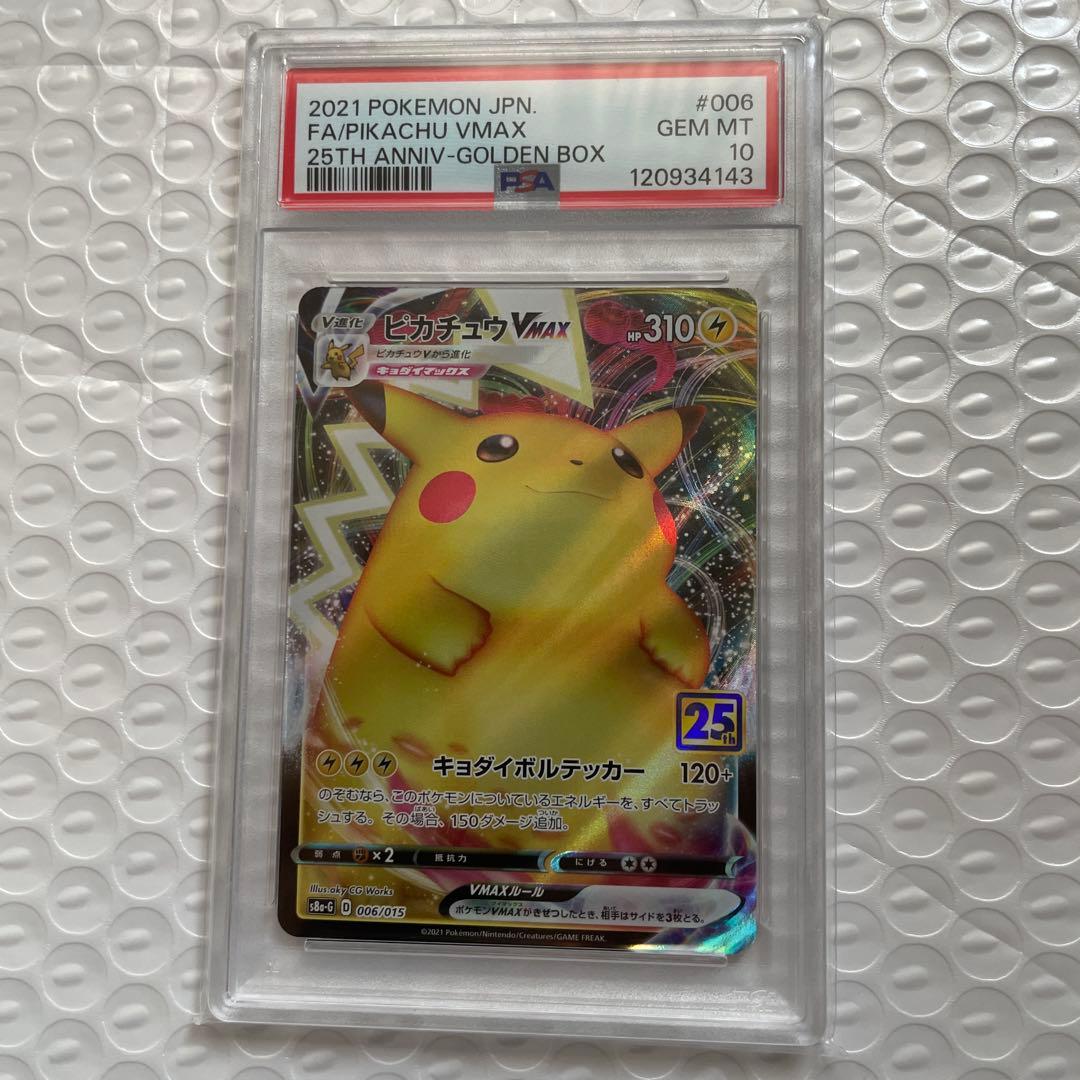 2021 POKEMON JPN. #006
FA/PIKACHU VMAX GEM MT
25TH ANNIV-GOLDEN BOX 10
PSA 120934143
V進化 ピカチュウVMAX HP310
ピカチュウVから進化
キョダイマックス
25th
キョダイボルテッカー 120+
のぞむなら、このポケモンについているエネルギーを、すべてトラッ
シュする。その場合、150ダメージ追加。
弱点 ×2 抵抗力 にげる
Illus.aky CG Works
VMAXルール
s8a-G D 006/015
ポケモンVMAXがきぜつしたとき、相手はサイドを3枚とる。
©2021 Pokémon/Nintendo/Creatures/GAME FREAK.